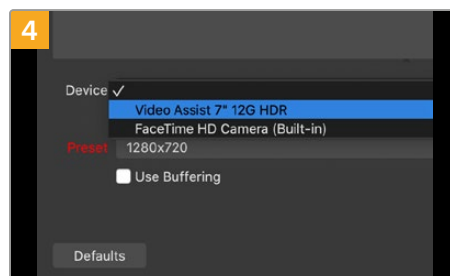 4
Device ✓
Video Assist 7" 12G HDR
FaceTime HD Camera (Built-in)
Preset 1280x720
Use Buffering
Defaults